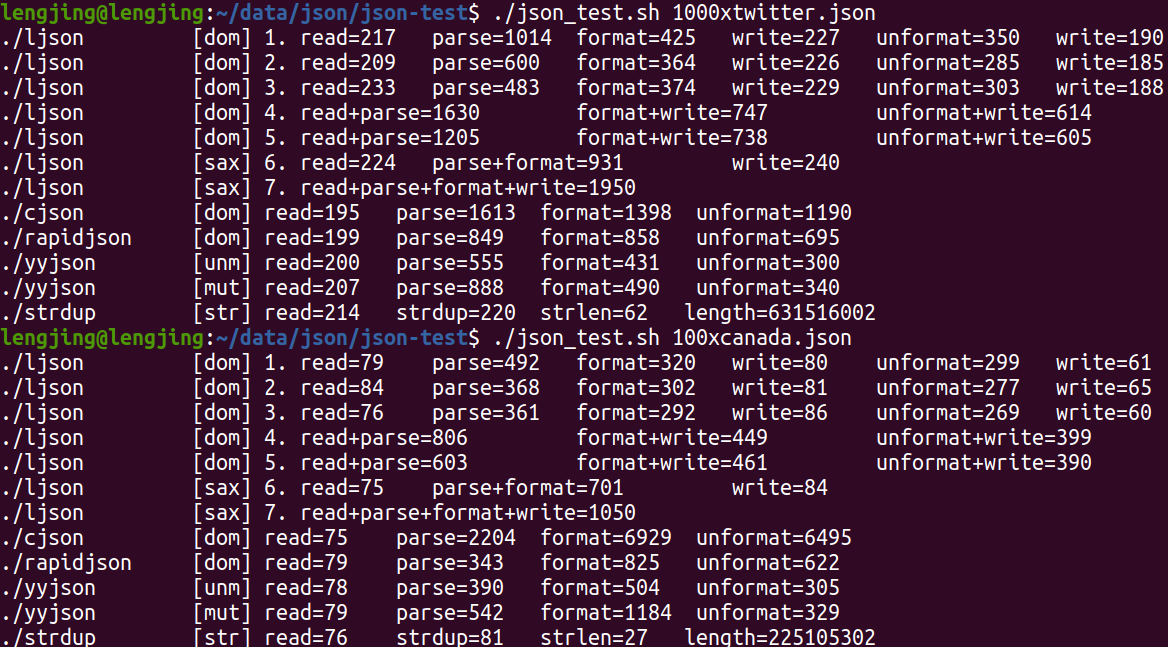 lengjing@lengjing:~/data/json/json-test$ ./json_test.sh 1000xtwitter.json
./ljson         [dom] 1. read=217   parse=1014  format=425   write=227   unformat=350   write=190
./ljson         [dom] 2. read=209   parse=600   format=364   write=226   unformat=285   write=185
./ljson         [dom] 3. read=233   parse=483   format=374   write=229   unformat=303   write=188
./ljson         [dom] 4. read+parse=1630        format+write=747         unformat+write=614
./ljson         [dom] 5. read+parse=1205        format+write=738         unformat+write=605
./ljson         [sax] 6. read=224   parse+format=931         write=240
./ljson         [sax] 7. read+parse+format+write=1950
./cjson         [dom] read=195   parse=1613  format=1398  unformat=1190
./rapidjson     [dom] read=199   parse=849   format=858   unformat=695
./yyjson        [unm] read=200   parse=555   format=431   unformat=300
./yyjson        [mut] read=207   parse=888   format=490   unformat=340
./strdup        [str] read=214   strdup=220  strlen=62   length=631516002
lengjing@lengjing:~/data/json/json-test$ ./json_test.sh 100xcanada.json
./ljson         [dom] 1. read=79    parse=492   format=320   write=80    unformat=299   write=61
./ljson         [dom] 2. read=84    parse=368   format=302   write=81    unformat=277   write=65
./ljson         [dom] 3. read=76    parse=361   format=292   write=86    unformat=269   write=60
./ljson         [dom] 4. read+parse=806         format+write=449         unformat+write=399
./ljson         [dom] 5. read+parse=603         format+write=461         unformat+write=390
./ljson         [sax] 6. read=75    parse+format=701         write=84
./ljson         [sax] 7. read+parse+format+write=1050
./cjson         [dom] read=75    parse=2204  format=6929  unformat=6495
./rapidjson     [dom] read=79    parse=343   format=825   unformat=622
./yyjson        [unm] read=78    parse=390   format=504   unformat=305
./yyjson        [mut] read=79    parse=542   format=1184  unformat=329
./strdup        [str] read=76    strdup=81   strlen=27   length=225105302